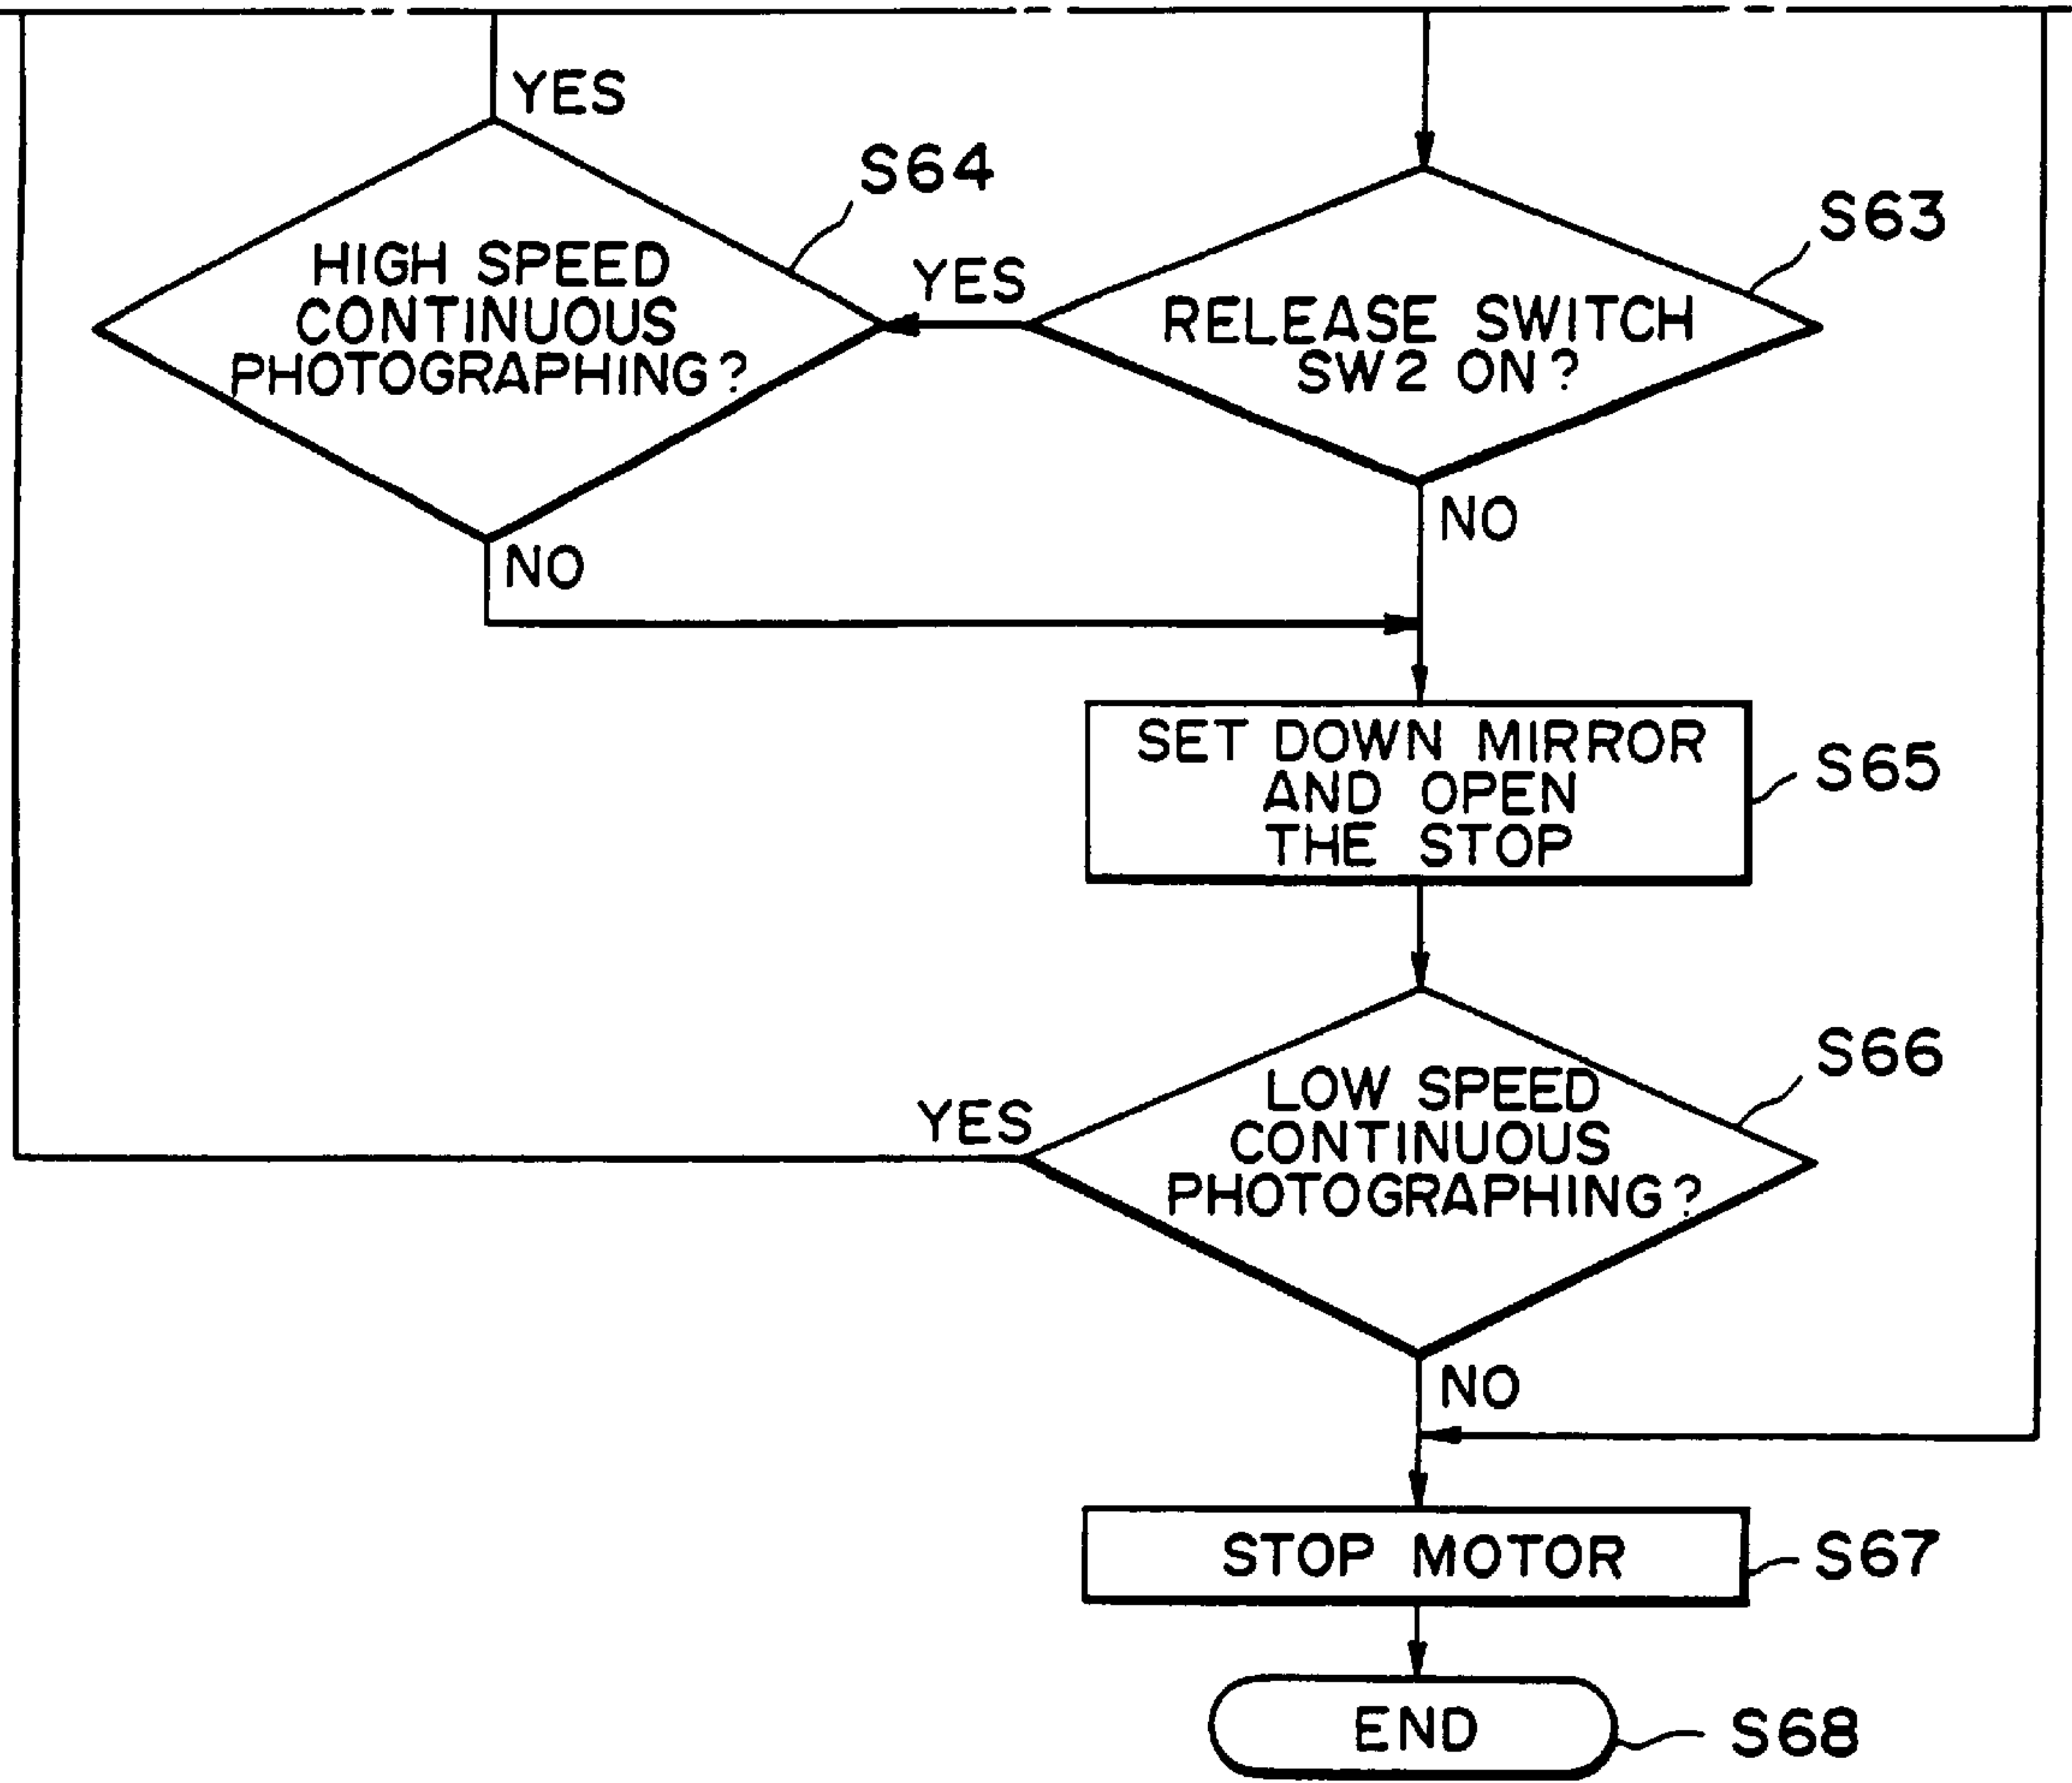 YES
S64
S63
HIGH SPEED
CONTINUOUS
PHOTOGRAPHING?
YES
RELEASE SWITCH
SW2 ON?
NO
NO
SET DOWN MIRROR
AND OPEN
THE STOP
S65
S66
YES
LOW SPEED
CONTINUOUS
PHOTOGRAPHING?
NO
STOP MOTOR
S67
END
S68